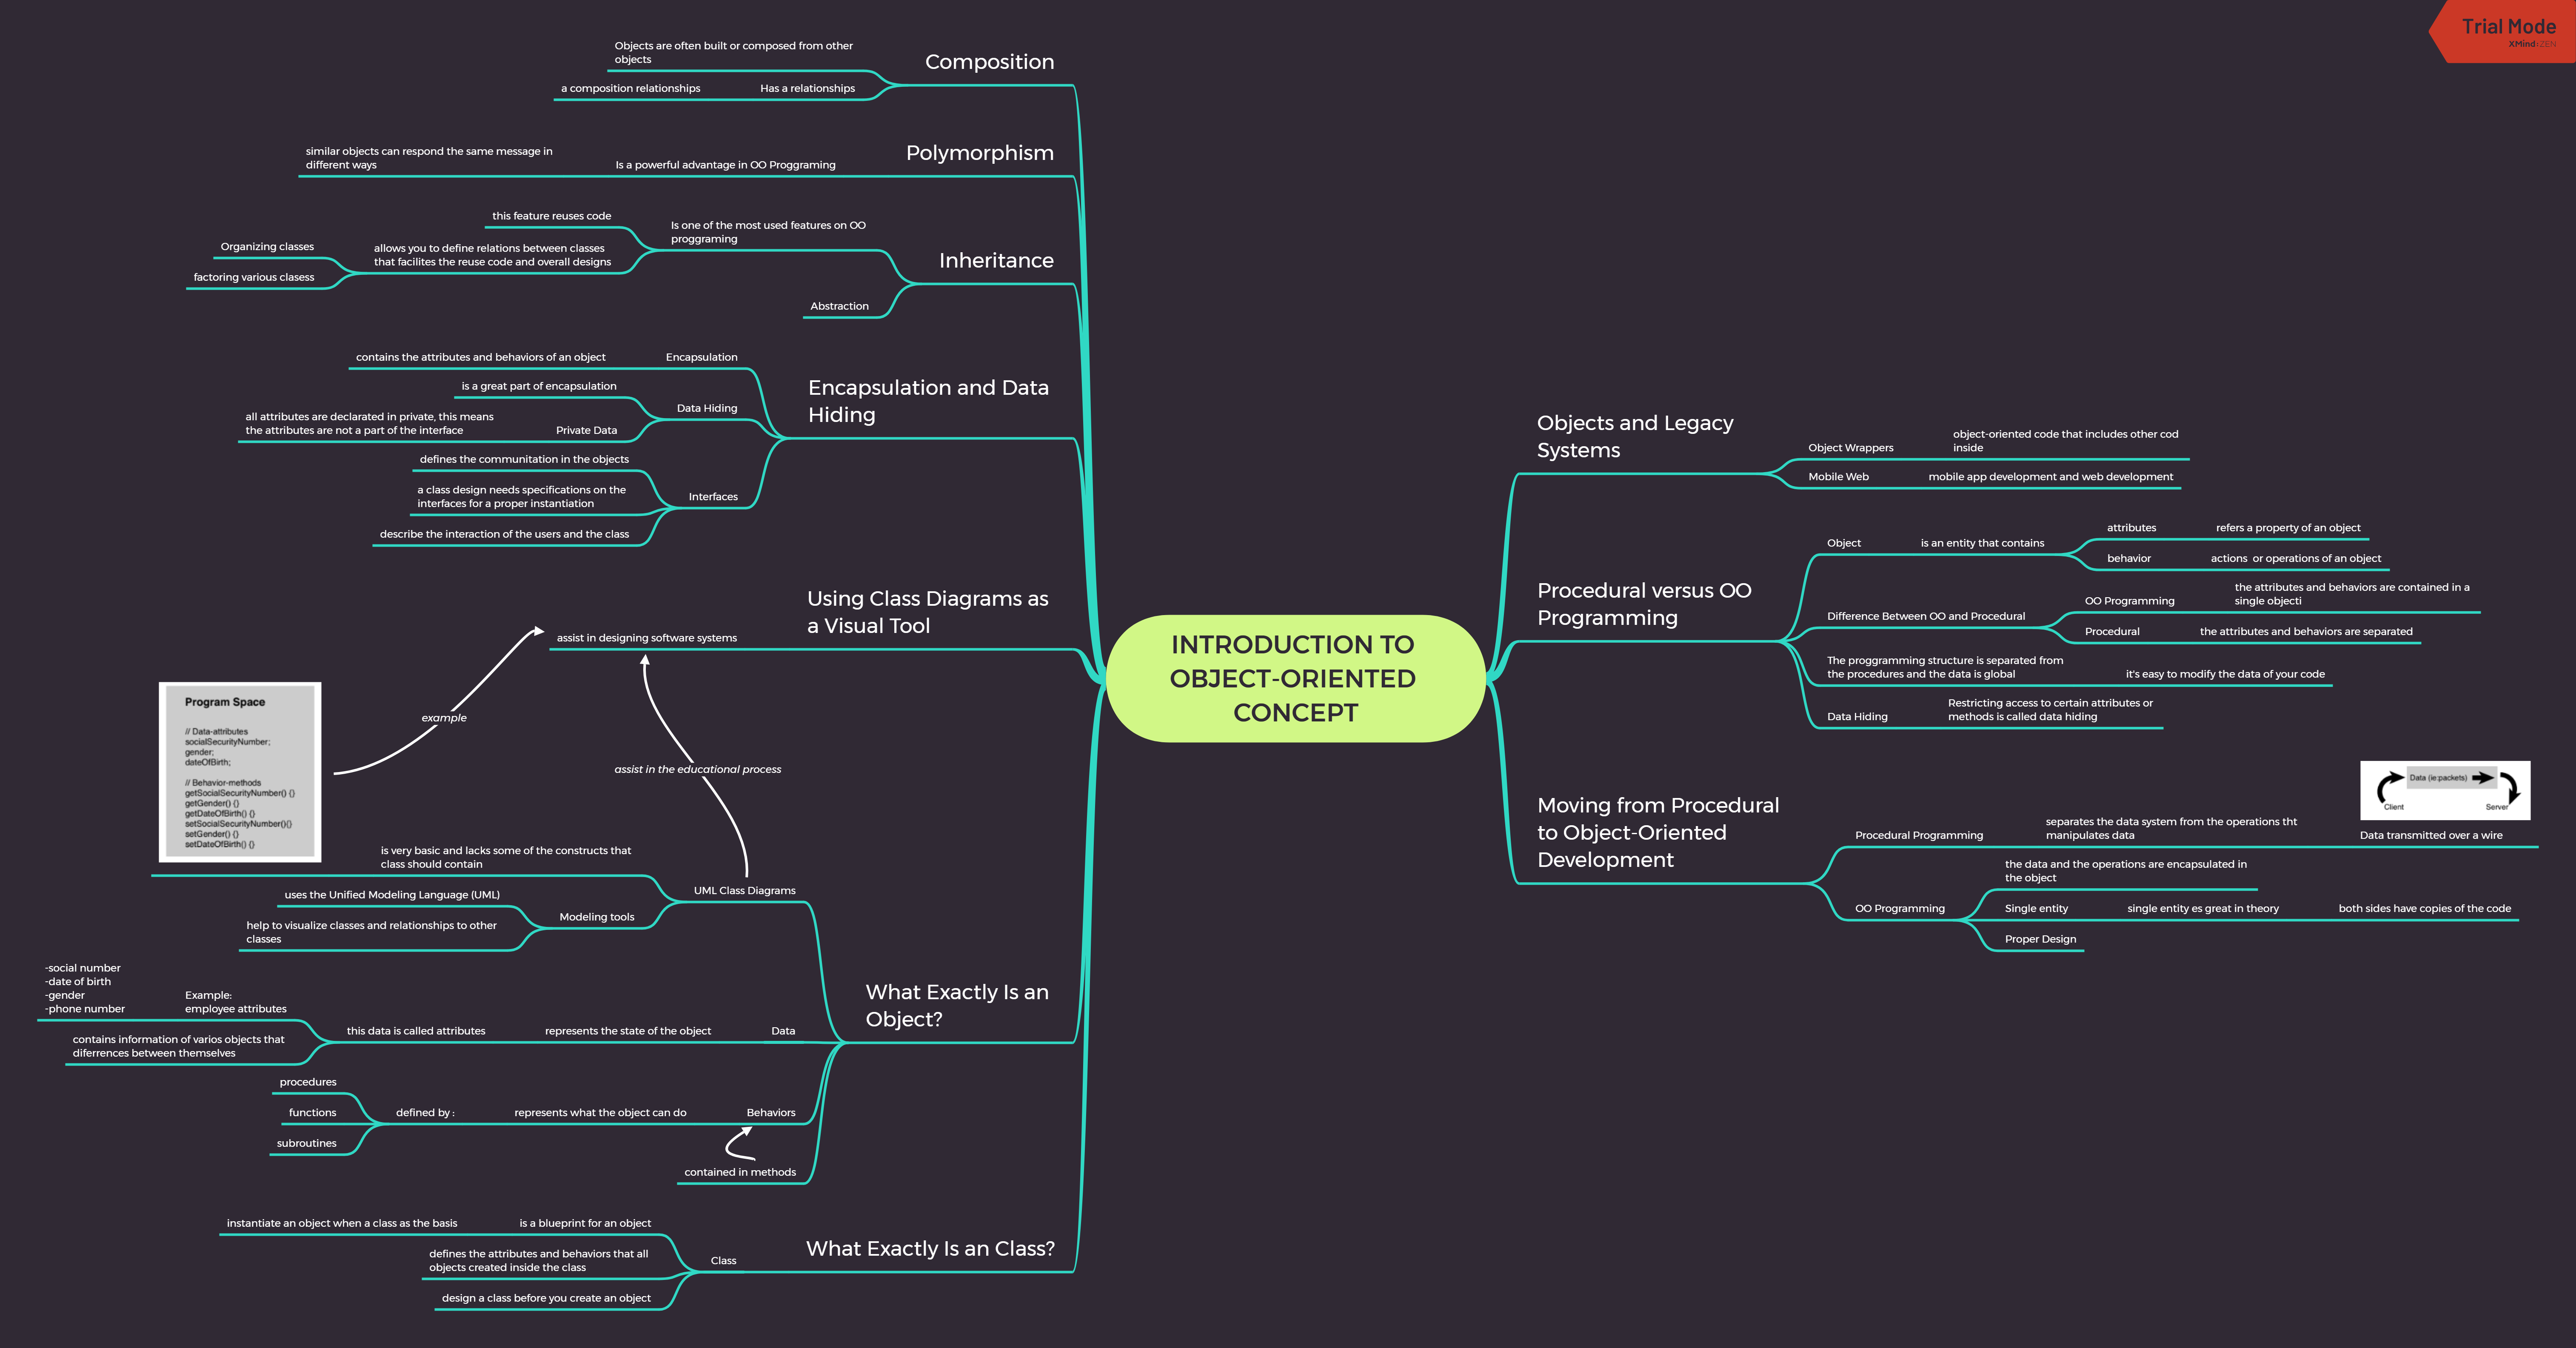 Trial Mode
XMind:ZEN
INTRODUCTION TO
OBJECT-ORIENTED
CONCEPT
Objects and Legacy
Systems
Object Wrappers
object-oriented code that includes other cod
inside
Mobile Web
mobile app development and web development
Procedural versus OO
Programming
Object
is an entity that contains
attributes
refers a property of an object
behavior
actions  or operations of an object
Difference Between OO and Procedural
OO Programming
the attributes and behaviors are contained in a
single objecti
Procedural
the attributes and behaviors are separated
The proggramming structure is separated from
the procedures and the data is global
it's easy to modify the data of your code
Data Hiding
Restricting access to certain attributes or
methods is called data hiding
Moving from Procedural
to Object-Oriented
Development
Procedural Programming
separates the data system from the operations tht
manipulates data
Data (ie:packets)
Client
Server
Data transmitted over a wire
OO Programming
the data and the operations are encapsulated in
the object
Single entity
single entity es great in theory
both sides have copies of the code
Proper Design
Composition
Objects are often built or composed from other
objects
Has a relationships
a composition relationships
Polymorphism
Is a powerful advantage in OO Proggraming
similar objects can respond the same message in
different ways
Inheritance
Is one of the most used features on OO
proggraming
this feature reuses code
allows you to define relations between classes
that facilites the reuse code and overall designs
Organizing classes
factoring various clasess
Abstraction
Encapsulation and Data
Hiding
Encapsulation
contains the attributes and behaviors of an object
Data Hiding
is a great part of encapsulation
Private Data
all attributes are declared in private, this means
the attributes are not a part of the interface
Interfaces
defines the communitation in the objects
a class design needs specifications on the
interfaces for a proper instantiation
describe the interaction of the users and the class
Using Class Diagrams as
a Visual Tool
assist in designing software systems
example
assist in the educational process
Program Space
// Data-attributes
socialSecurityNumber;
gender;
dateOfBirth;
// Behavior-methods
getSocialSecurityNumber() {}
getGender() {}
getDateOfBirth() {}
setSocialSecurityNumber(){}
setGender() {}
setDateOfBirth() {}
What Exactly Is an
Object?
UML Class Diagrams
is very basic and lacks some of the constructs that
class should contain
Modeling tools
uses the Unified Modeling Language (UML)
help to visualize classes and relationships to other
classes
Data
represents the state of the object
this data is called attributes
Example:
employee attributes
-social number
-date of birth
-gender
-phone number
contains information of varios objects that
diferrences between themselves
Behaviors
represents what the object can do
defined by :
procedures
functions
subroutines
contained in methods
What Exactly Is an Class?
Class
is a blueprint for an object
instantiate an object when a class as the basis
defines the attributes and behaviors that all
objects created inside the class
design a class before you create an object